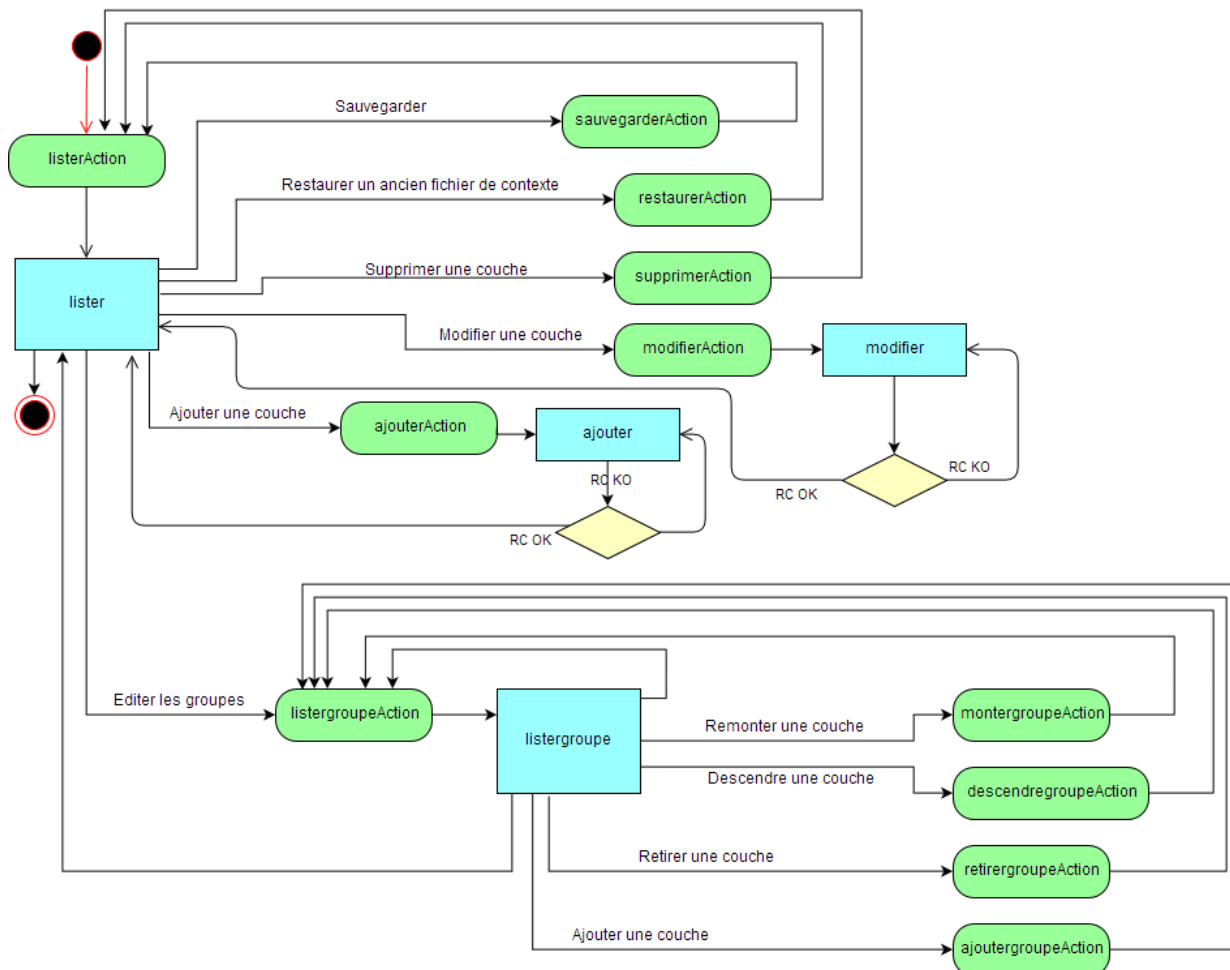 Sauvegarder
sauvegarderAction
listerAction
Restaurer un ancien fichier de contexte
restaurerAction
Supprimer une couche
supprimerAction
lister
Modifier une couche
modifierAction
modifier
Ajouter une couche
ajouterAction
ajouter
RC KO
RC KO
RC OK
RC OK
Editer les groupes
listergroupeAction
listergroupe
Remonter une couche
montergroupeAction
Descendre une couche
descendregroupeAction
Retirer une couche
retirergroupeAction
Ajouter une couche
ajoutergroupeAction